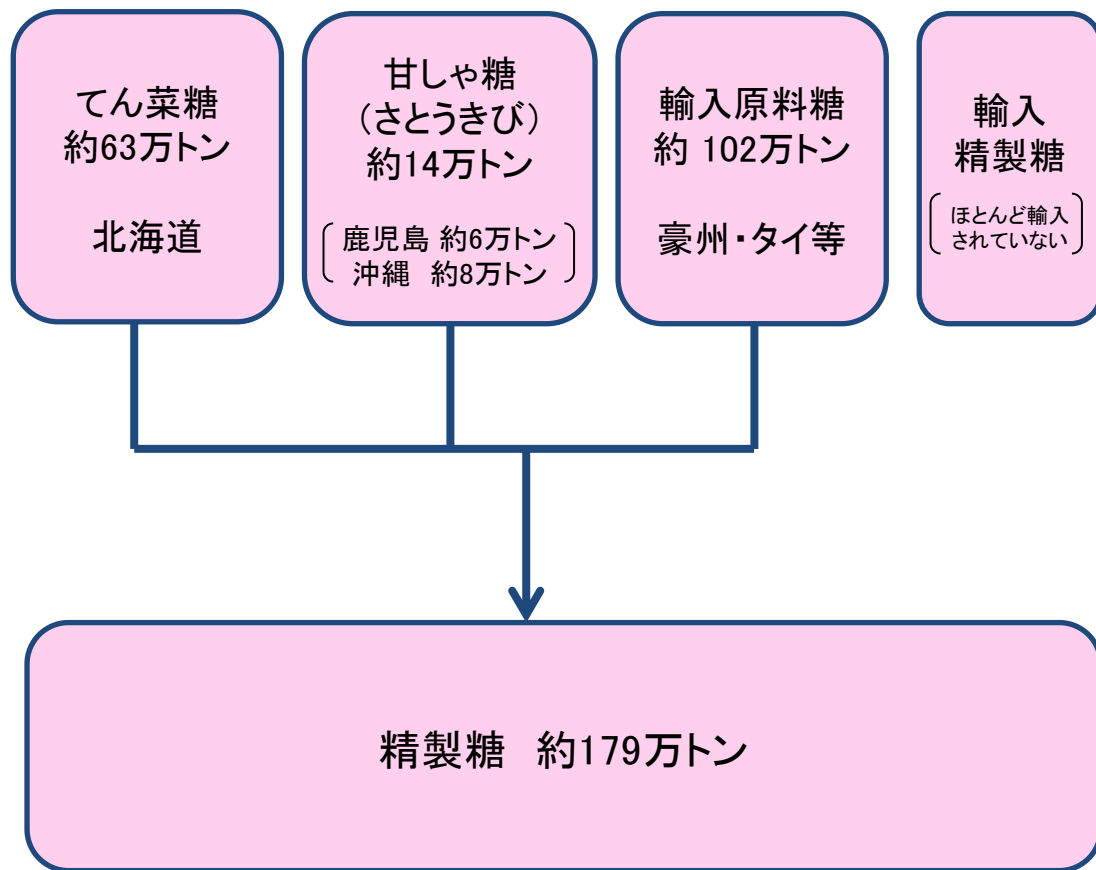 てん菜糖
約63万トン
北海道
甘しゃ糖
(さとうきび)
約14万トン
鹿児島 約6万トン
沖縄　約8万トン
輸入原料糖
約 102万トン
豪州・タイ等
輸入
精製糖
ほとんど輸入
されていない
精製糖　約179万トン